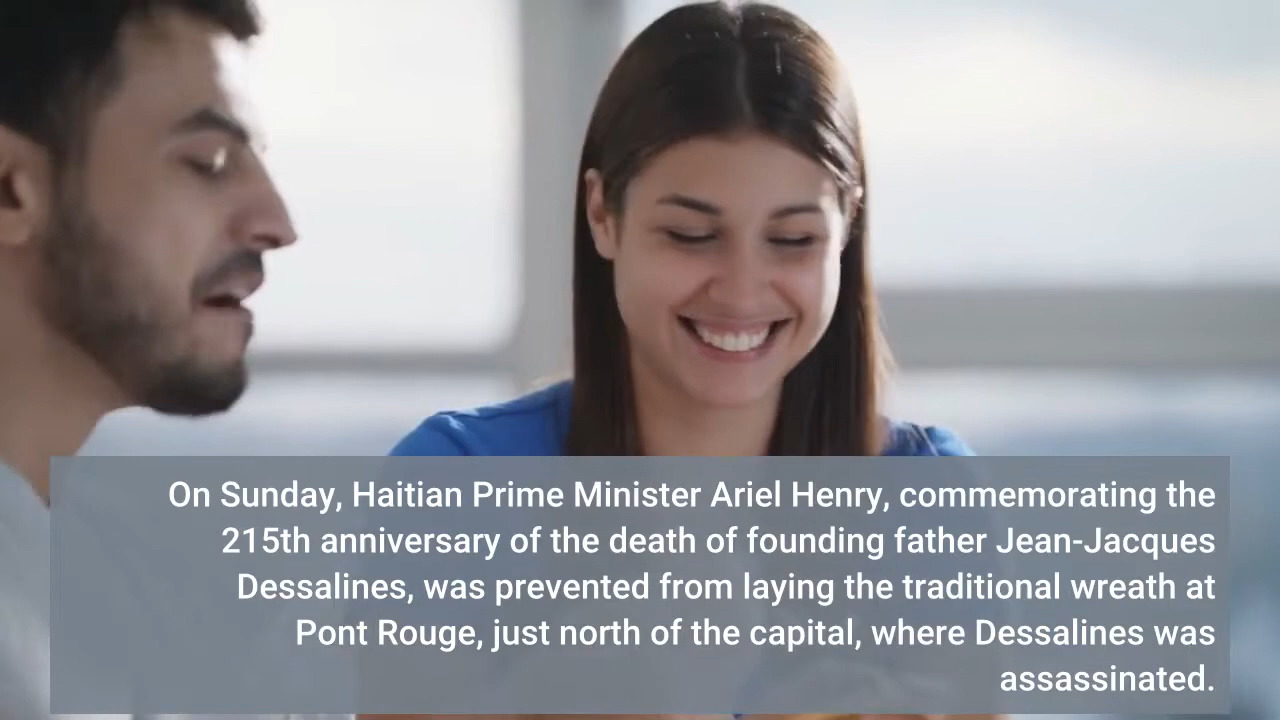 On Sunday, Haitian Prime Minister Ariel Henry, commemorating the
215th anniversary of the death of founding father Jean-Jacques
Dessalines, was prevented from laying the traditional wreath at
Pont Rouge, just north of the capital, where Dessalines was
assassinated.